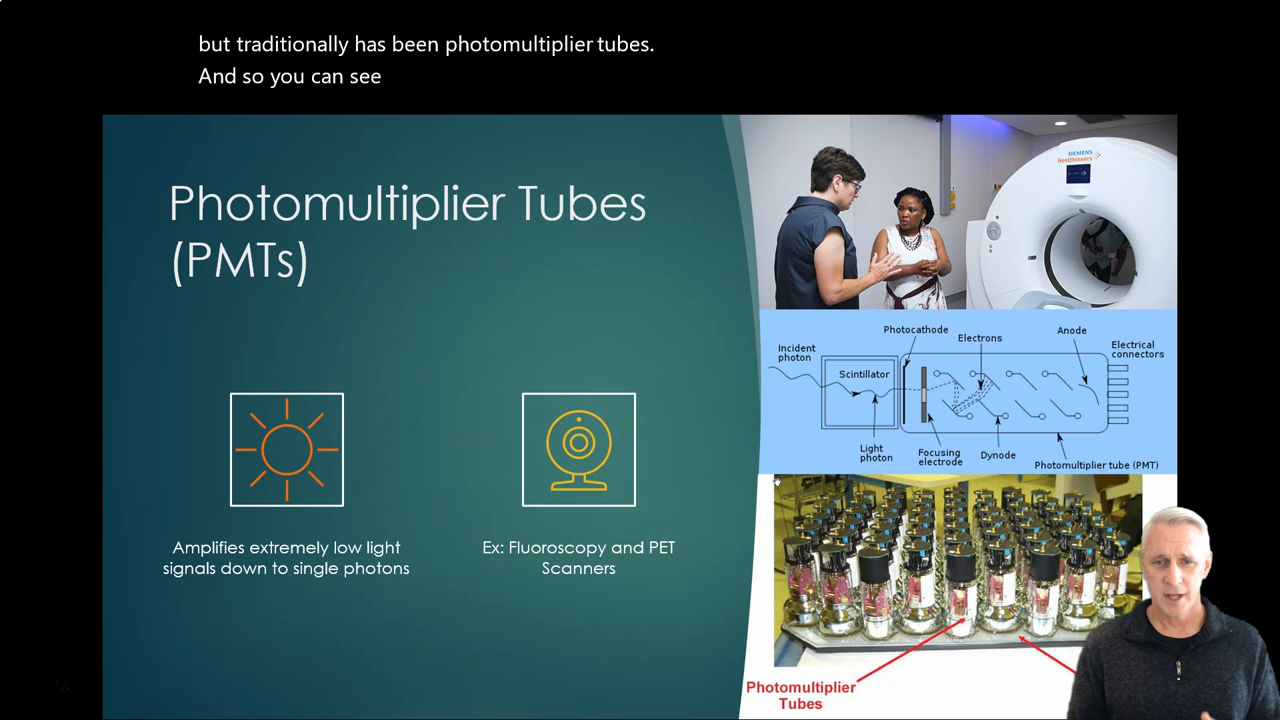 but traditionally has been photomultiplier tubes.
And so you can see
Photomultiplier Tubes
(PMTs)
Amplifies extremely low light
signals down to single photons
Ex: Fluoroscopy and PET
Scanners
SIEMENS
Healthineers
Incident
photon
Scintillator
Photocathode
Electrons
Anode
Electrical
connectors
Light
photon
Focusing
electrode
Dynode
Photomultiplier tube (PMT)
Photomultiplier
Tubes